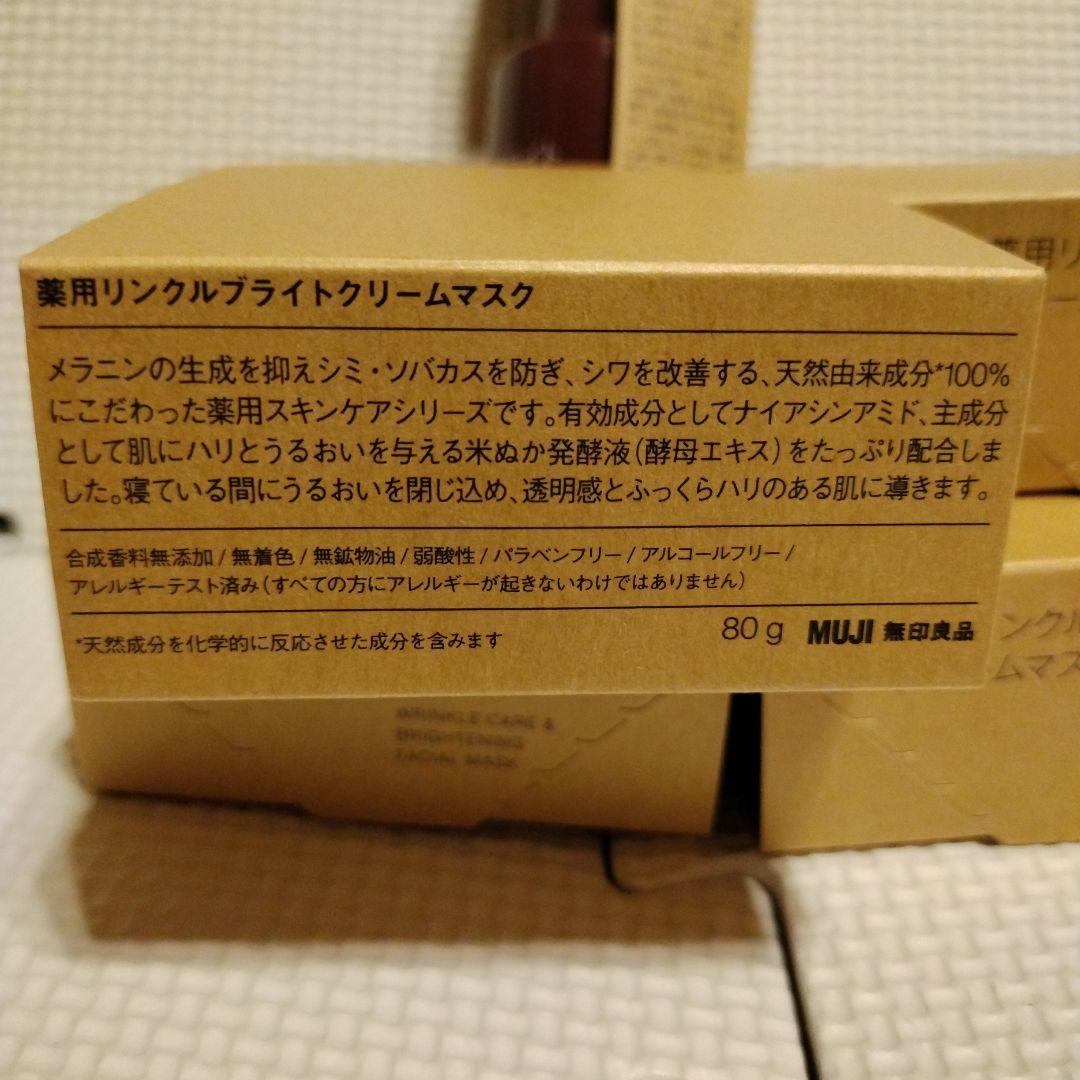 薬用リンクルブライトクリームマスク
メラニンの生成を抑えシミ・ソバカスを防ぎ、シワを改善する、天然由来成分*100%
にこだわった薬用スキンケアシリーズです。有効成分としてナイアシンアミド、主成分
として肌にハリとうるおいを与える米ぬか発酵液(酵母エキス)をたっぷり配合しま
した。寝ている間にうるおいを閉じ込め、透明感とふっくらハリのある肌に導きます。
合成香料無添加 / 無着色 / 無鉱物油 / 弱酸性 / パラベンフリー / アルコールフリー /
アレルギーテスト済み(すべての方にアレルギーが起きないわけではありません)
*天然成分を化学的に反応させた成分を含みます
80 g MUJI 無印良品
WRINKLE CARE &
BRIGHTENING
FACIAL MASK
薬用リ
ンクル
ムマス